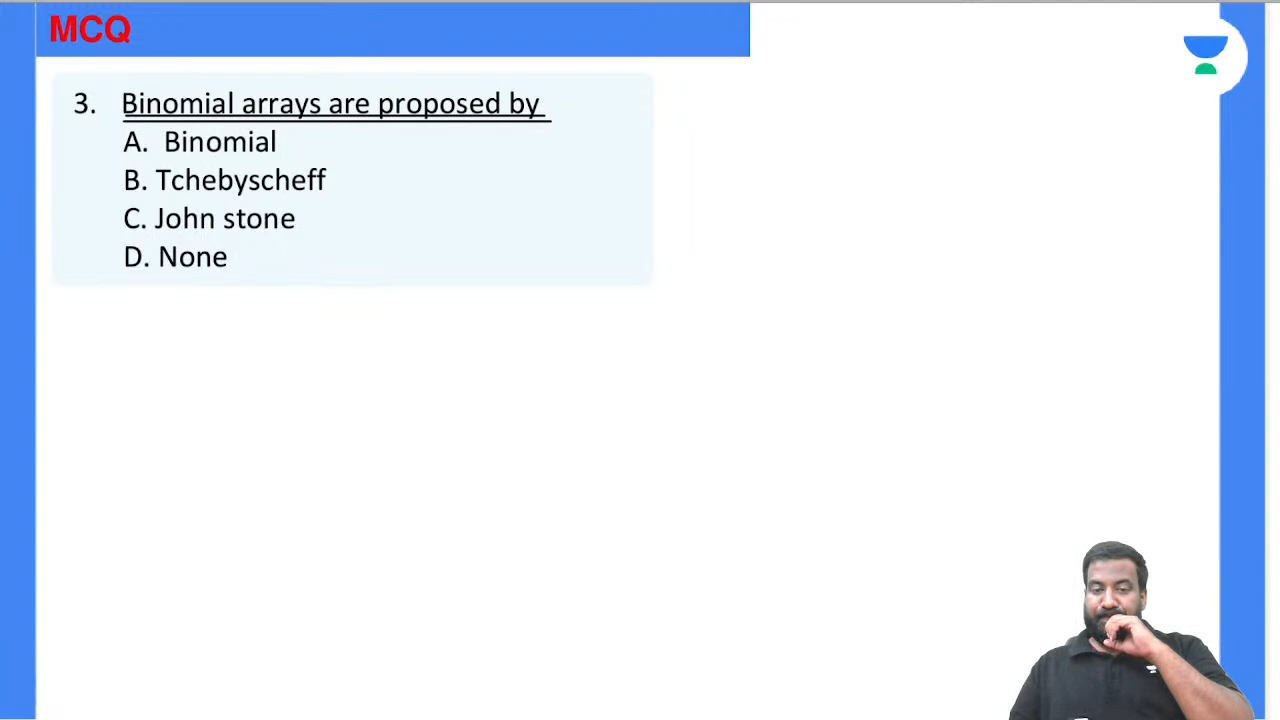 MCQ
3. Binomial arrays are proposed by
A. Binomial
B. Tchebyscheff
C. John stone
D. None